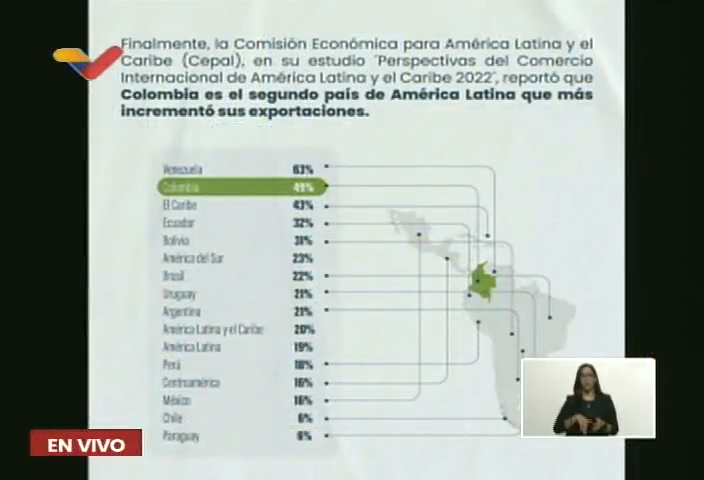 Finalmente, la Comisión Económica para América Latina y el
Caribe (Cepal), en su estudio "Perspectivas del Comercio
Internacional de América Latina y el Caribe 2022", reportó que
Colombia es el segundo país de América Latina que más
incrementó sus exportaciones.
Venezuela 63%
Colombia 49%
El Caribe 43%
Ecuador 32%
Bolivia 31%
América del Sur 23%
Brasil 22%
Uruguay 21%
Argentina 21%
América Latina y el Caribe 20%
América Latina 19%
Perú 18%
Centroamérica 16%
México 16%
Chile 6%
Paraguay 6%
EN VIVO